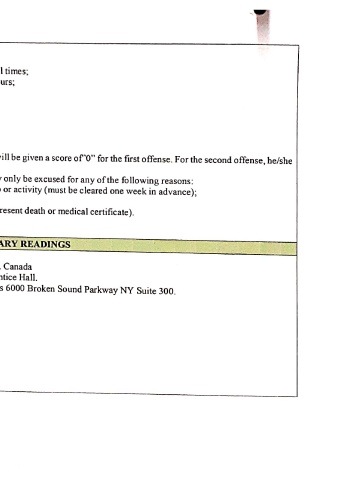 l times;
urs;
ill be given a score of"0" for the first offense. For the second offense, he/she
only be excused for any of the following reasons:
or activity (must be cleared one week in advance);
resent death or medical certificate).
ARY READINGS
. Canada
ntice Hall.
s 6000 Broken Sound Parkway NY Suite 300.